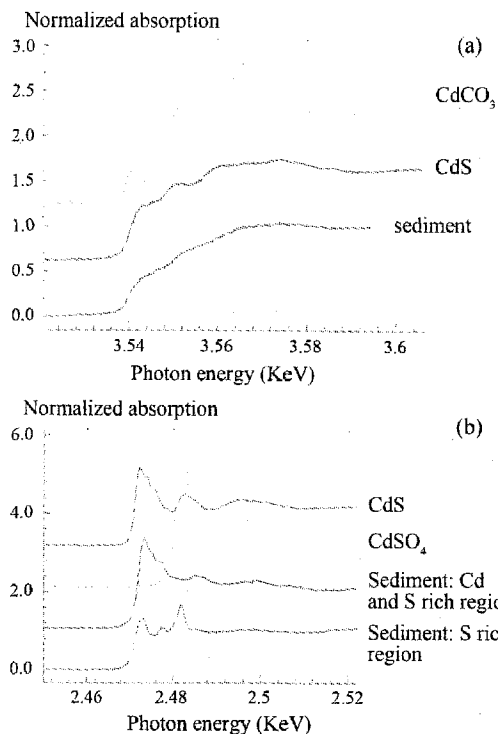 Normalized absorption
(a)
3.0
2.5
2.0
1.5
1.0
0.5
0.0
CdCO3
CdS
sediment
3.54
3.56
3.58
3.6
Photon energy (KeV)
Normalized absorption
(b)
6.0
4.0
2.0
0.0
CdS
CdSO4
Sediment: Cd
and S rich regi
Sediment: S ric
region
2.46
2.48
2.5
2.52
Photon energy (KeV)